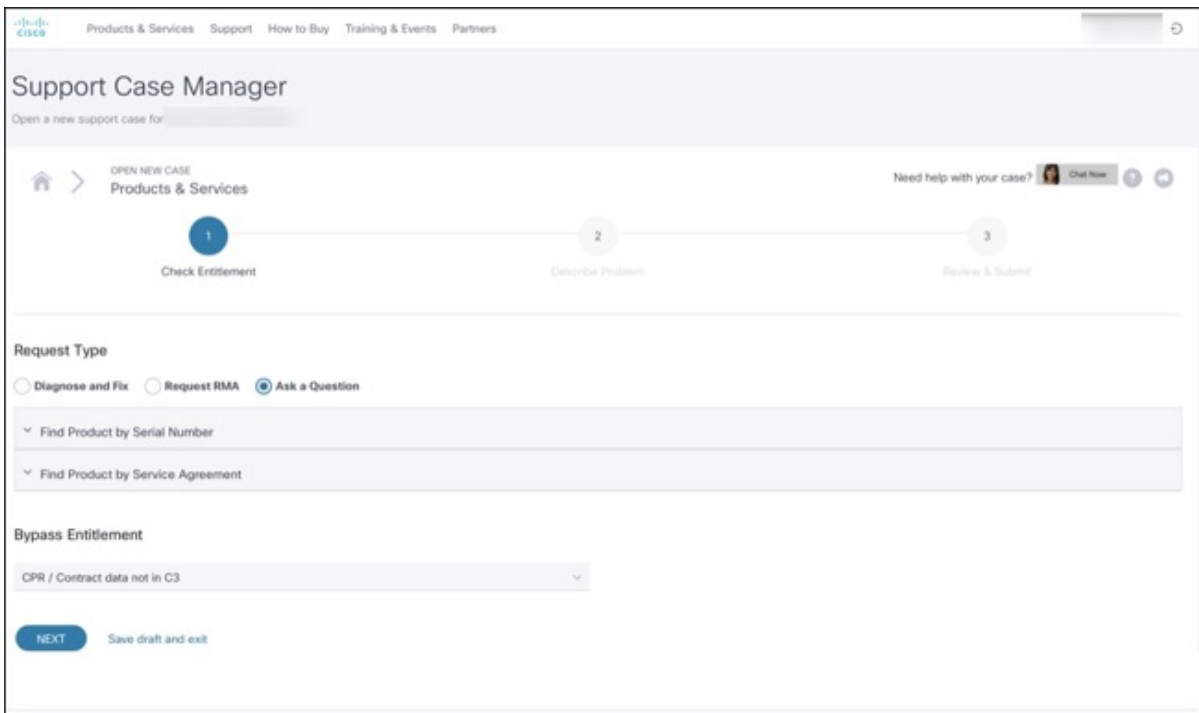 CISCO
Products & Services Support How to Buy Training & Events Partners
Support Case Manager
Open a new support case for
OPEN NEW CASE
Products & Services
Need help with your case? Chat Now ?
1 2 3
Check Entitlement Describe Problem Review & Submit
Request Type
Diagnose and Fix Request RMA Ask a Question
Find Product by Serial Number
Find Product by Service Agreement
Bypass Entitlement
CPR / Contract data not in C3
NEXT Save draft and exit